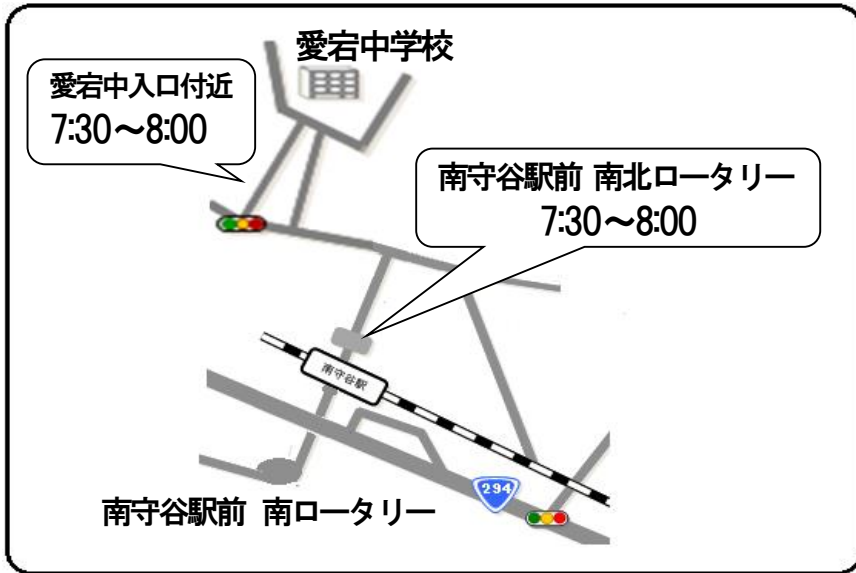 愛宕中学校
愛宕中入口付近
7:30～8:00
南守谷駅前 南北ロータリー
7:30～8:00
南守谷駅
294
南守谷駅前 南ロータリー